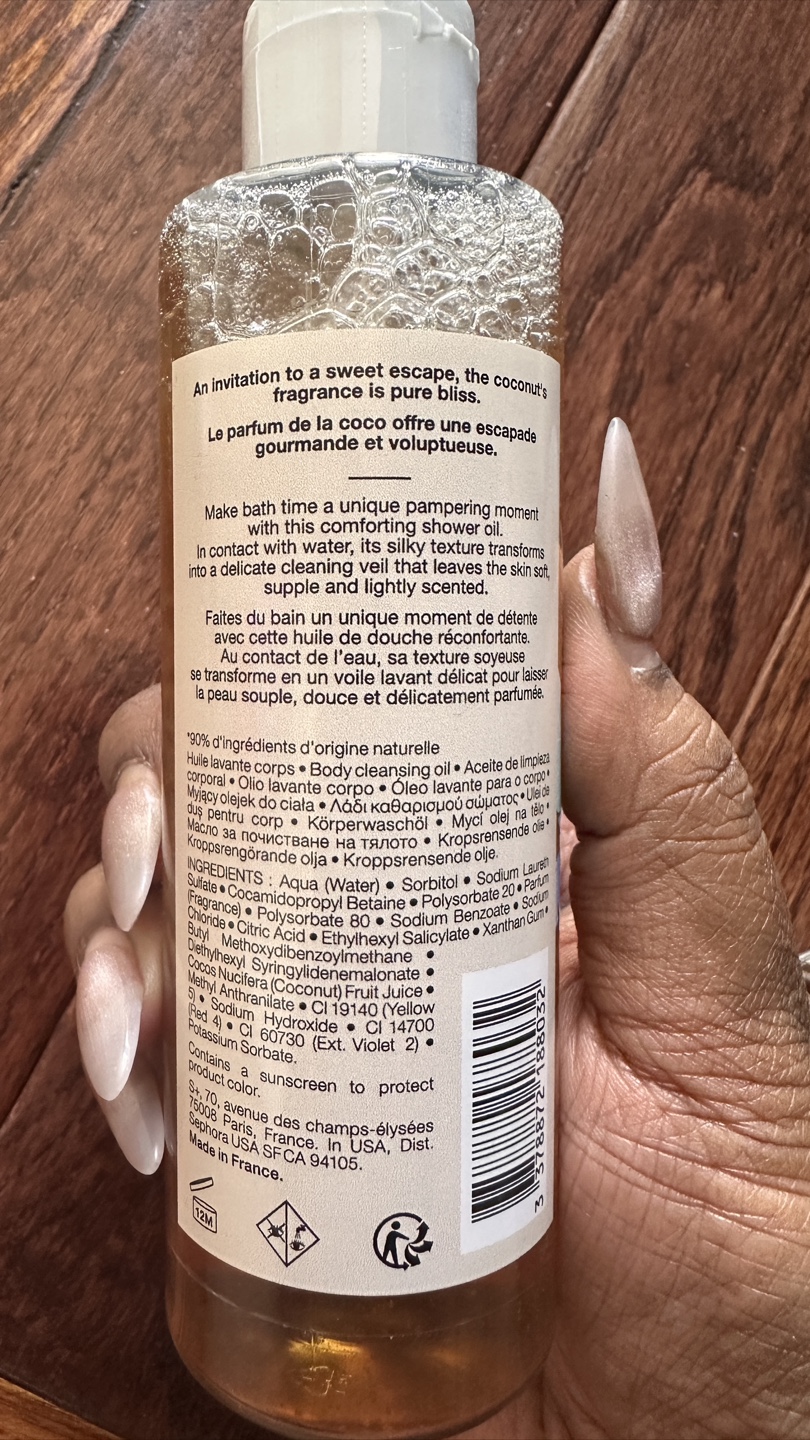 An invitation to a sweet escape, the coconut's
fragrance is pure bliss.
Le parfum de la coco offre une escapade
gourmande et voluptueuse.
Make bath time a unique pampering moment
with this comforting shower oil.
In contact with water, its silky texture transforms
into a delicate cleaning veil that leaves the skin soft,
supple and lightly scented.
Faites du bain un unique moment de détente
avec cette huile de douche réconfortante.
Au contact de l'eau, sa texture soyeuse
se transforme en un voile lavant délicat pour laisser
la peau souple, douce et délicatement parfumée.
*90% d'ingrédients d'origine naturelle
Huile lavante corps • Body cleansing oil • Aceite de limpieza
corporal • Olio lavante corpo • Óleo lavante para o corpo •
Myjący olejek do ciała • Λάδι καθαρισμού σώματος • Ulei de
duş pentru corp • Körperwaschöl • Mycí olej na tělo •
Масло за почистване на тялото • Kropsrensende olie •
Kroppsrengörande olja • Kroppsrensende olje.
INGREDIENTS : Aqua (Water) • Sorbitol • Sodium Laureth
Sulfate • Cocamidopropyl Betaine • Polysorbate 20 • Parfum
(Fragrance) • Polysorbate 80 • Sodium Benzoate • Sodium
Chloride • Citric Acid • Ethylhexyl Salicylate • Xanthan Gum •
Butyl Methoxydibenzoylmethane •
Diethylhexyl Syringylidenemalonate •
Cocos Nucifera (Coconut) Fruit Juice •
Methyl Anthranilate • CI 19140 (Yellow
5) • Sodium Hydroxide • CI 14700
(Red 4) • CI 60730 (Ext. Violet 2) •
Potassium Sorbate.
Contains a sunscreen to protect
product color.
S+, 70, avenue des champs-élysées
75008 Paris, France. In USA, Dist.
Sephora USA SF CA 94105.
Made in France.
12M
3 378872 188032